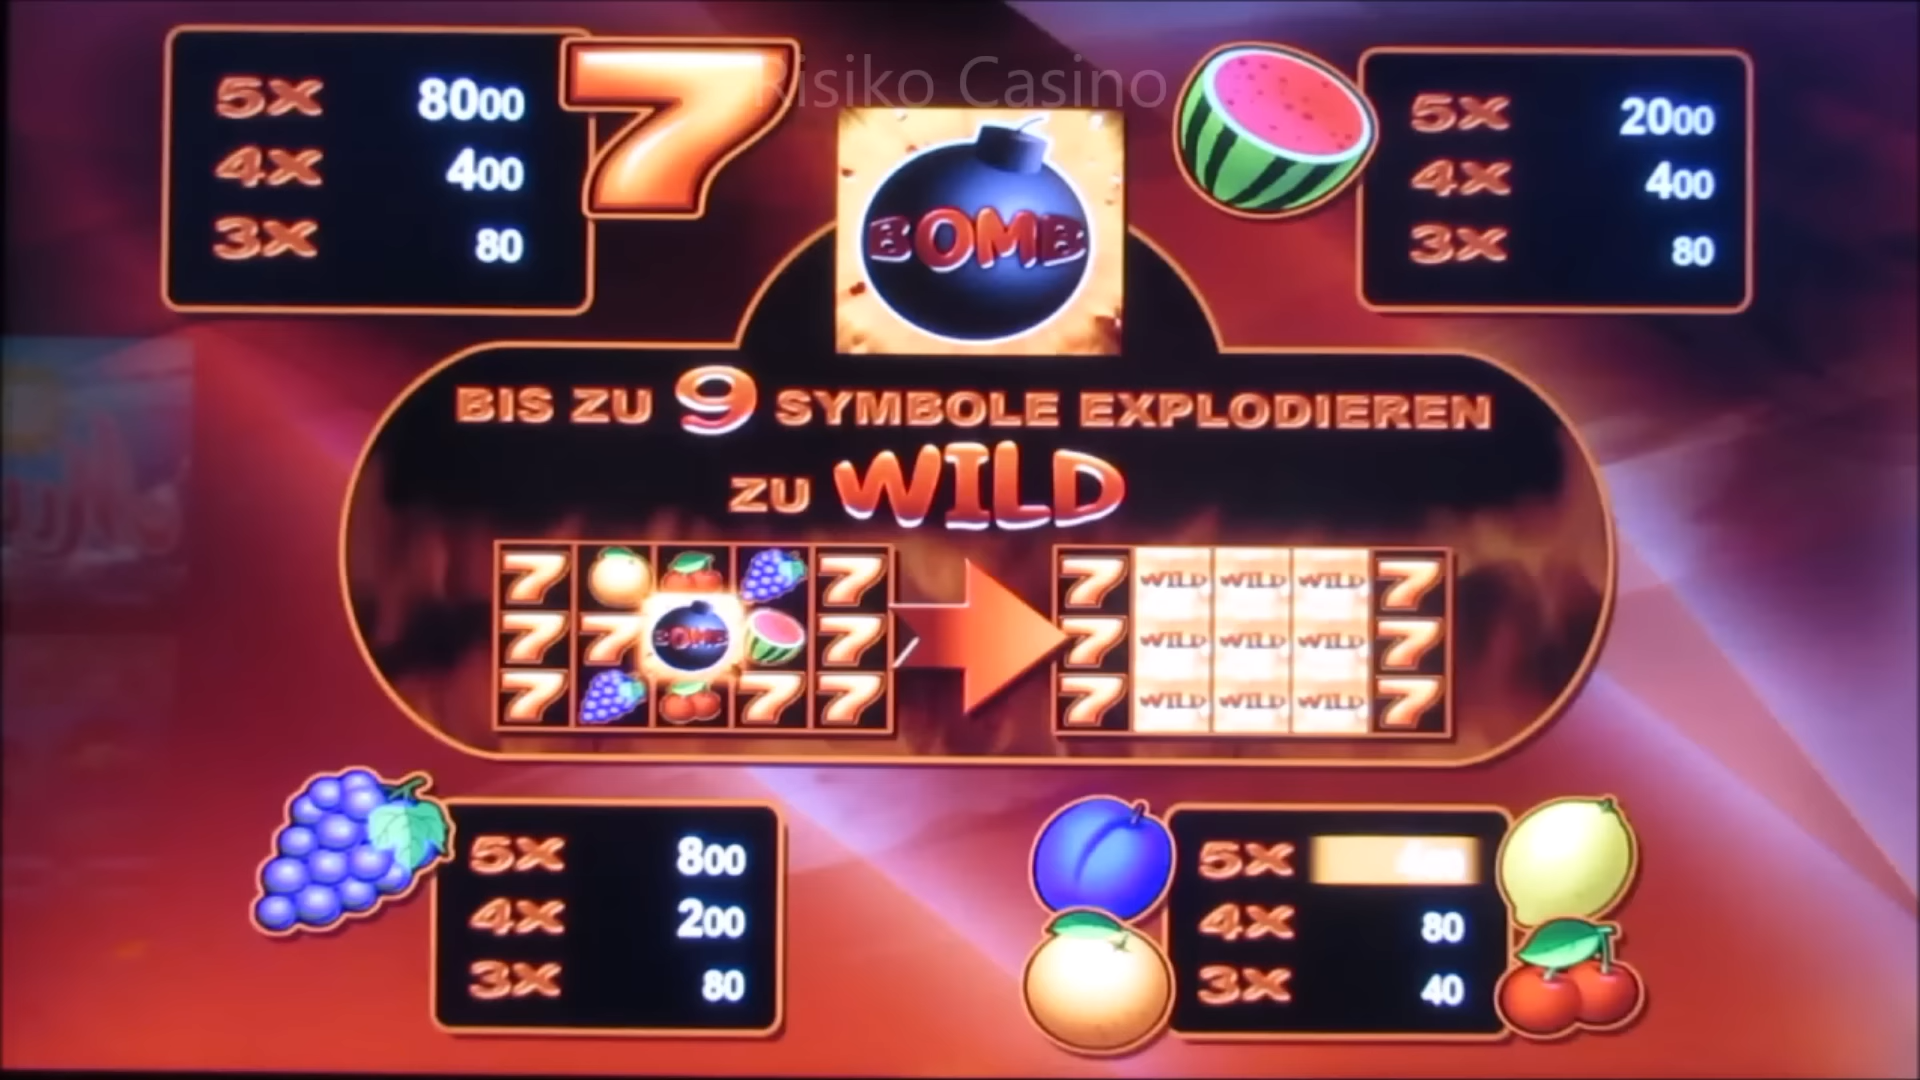 Risiko Casino
5X 8000
4X 400
3X 80
5X 2000
4X 400
3X 80
BOMB
BIS ZU 9 SYMBOLE EXPLODIEREN
ZU WILD
BOMB
WILD WILD WILD
WILD WILD WILD
WILD WILD WILD
5X 800
4X 200
3X 80
5X
4X 80
3X 40